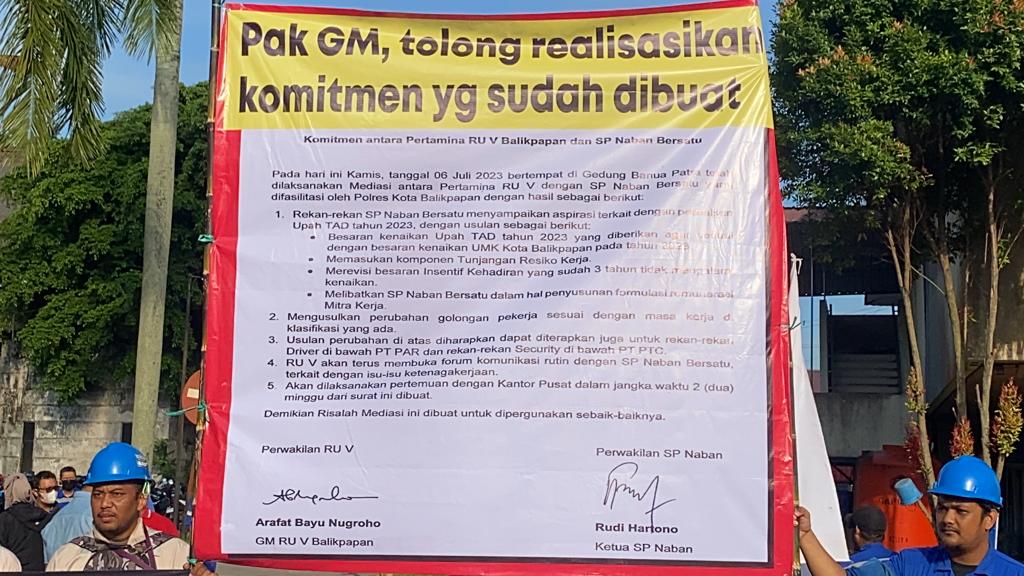 Pak GM, tolong realisasikan
komitmen yg sudah dibuat
Komitmen antara Pertamina RU V Balikpapan dan SP Naban Bersatu
Pada hari ini Kamis, tanggal 06 Juli 2023 bertempat di Gedung Banua Patra
dilaksanakan Mediasi antara Pertamina RU V dengan SP Naban Bersatu
difasilitasi oleh Polres Kota Balikpapan dengan hasil sebagai berikut:
1. Rekan-rekan SP Naban Bersatu menyampaikan aspirasi terkait dengan
Upah TAD tahun 2023, dengan usulan sebagai berikut:
• Besaran kenaikan Upah TAD tahun 2023 yang diberikan agar
dengan besaran kenaikan UMK Kota Balikpapan pada tahun 2023
• Memasukan komponen Tunjangan Resiko Kerja.
• Merevisi besaran Insentif Kehadiran yang sudah 3 tahun tidak
kenaikan.
• Melibatkan SP Naban Bersatu dalam hal penyusunan formulasi remunerasi
Mitra Kerja.
2. Mengusulkan perubahan golongan pekerja sesuai dengan masa kerja
klasifikasi yang ada.
3. Usulan perubahan di atas diharapkan dapat diterapkan juga untuk rekan-rekan
Driver di bawah PT PAR dan rekan-rekan Security di bawah PT PTC.
4. RU V akan terus membuka forum komunikasi rutin dengan SP Naban Bersatu,
terkait dengan isu-isu ketenagakerjaan.
5. Akan dilaksanakan pertemuan dengan Kantor Pusat dalam jangka waktu 2 (dua)
minggu dari surat ini dibuat.
Demikian Risalah Mediasi ini dibuat untuk dipergunakan sebaik-baiknya.
Perwakilan RU V
Perwakilan SP Naban
Arafat Bayu Nugroho
Rudi Hartono
GM RU V Balikpapan
Ketua SP Naban